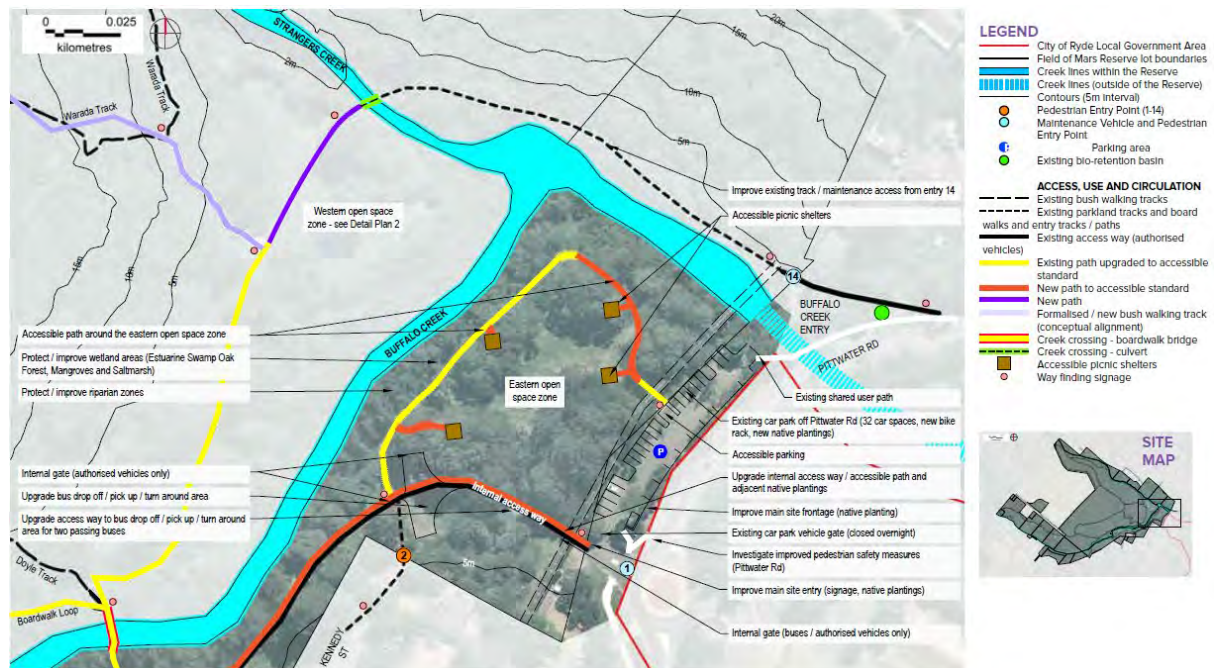 0
0.025
kilometres
STRANGERS CREEK
2m
20m
15m
10m
5m
Warada Track
Warada Track
Western open space
zone - see Detail Plan 2
15m
10m
5m
BUFFALO CREEK
Eastern open
space zone
Internal access way
5m
Doyle Track
Boardwalk Loop
KENNEDY
ST
2
1
14
P
BUFFALO
CREEK
ENTRY
PITTWATER RD
Accessible path around the eastern open space zone
Protect / improve wetland areas (Estuarine Swamp Oak
Forest, Mangroves and Saltmarsh)
Protect / improve riparian zones
Internal gate (authorised vehicles only)
Upgrade bus drop off / pick up / turn around area
Upgrade access way to bus drop off / pick up / turn around
area for two passing buses
Improve existing track / maintenance access from entry 14
Accessible picnic shelters
Existing shared user path
Existing car park off Pittwater Rd (32 car spaces, new bike
rack, new native plantings)
Accessible parking
Upgrade internal access way / accessible path and
adjacent native plantings
Improve main site frontage (native planting)
Existing car park vehicle gate (closed overnight)
Investigate improved pedestrian safety measures
(Pittwater Rd)
Improve main site entry (signage, native plantings)
Internal gate (buses / authorised vehicles only)
LEGEND
City of Ryde Local Government Area
Field of Mars Reserve lot boundaries
Creek lines within the Reserve
Creek lines (outside of the Reserve)
Contours (5m interval)
Pedestrian Entry Point (1-14)
Maintenance Vehicle and Pedestrian
Entry Point
Parking area
Existing bio-retention basin
ACCESS, USE AND CIRCULATION
Existing bush walking tracks
Existing parkland tracks and board
walks and entry tracks / paths
Existing access way (authorised
vehicles)
Existing path upgraded to accessible
standard
New path to accessible standard
New path
Formalised / new bush walking track
(conceptual alignment)
Creek crossing - boardwalk bridge
Creek crossing - culvert
Accessible picnic shelters
Way finding signage
SITE
MAP